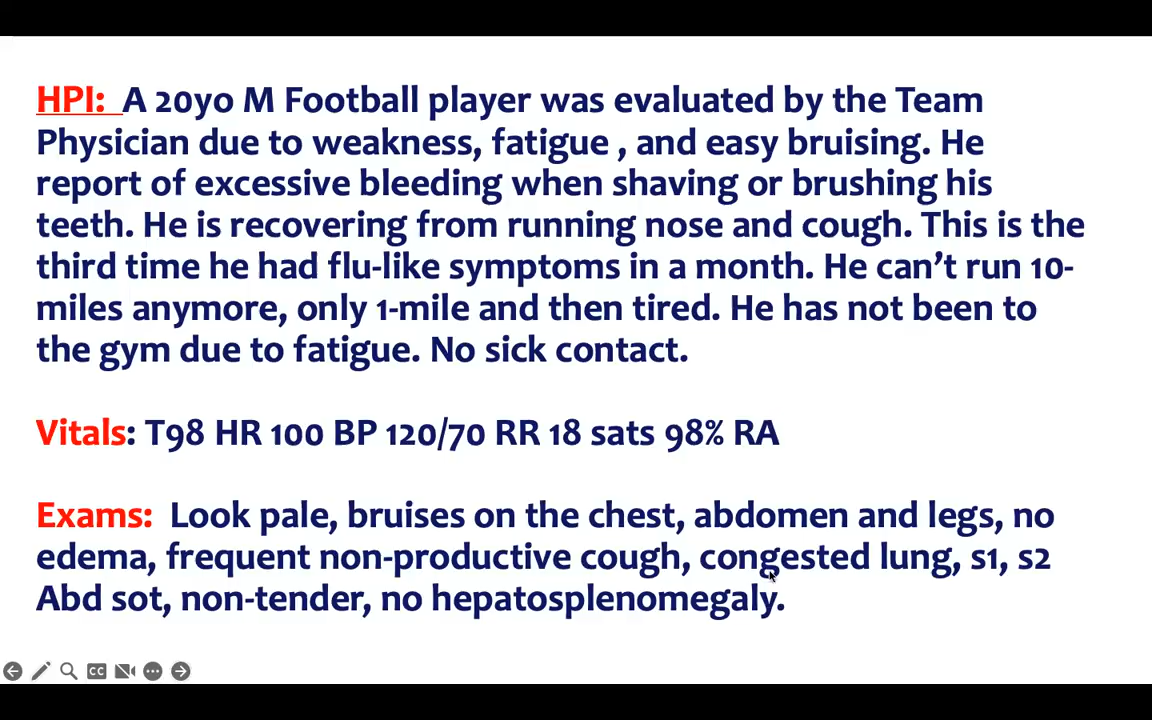 HPI: A 20yo M Football player was evaluated by the Team
Physician due to weakness, fatigue , and easy bruising. He
report of excessive bleeding when shaving or brushing his
teeth. He is recovering from running nose and cough. This is the
third time he had flu-like symptoms in a month. He can’t run 10-
miles anymore, only 1-mile and then tired. He has not been to
the gym due to fatigue. No sick contact.
Vitals: T98 HR 100 BP 120/70 RR 18 sats 98% RA
Exams: Look pale, bruises on the chest, abdomen and legs, no
edema, frequent non-productive cough, congested lung, s1, s2
Abd sot, non-tender, no hepatosplenomegaly.
CC